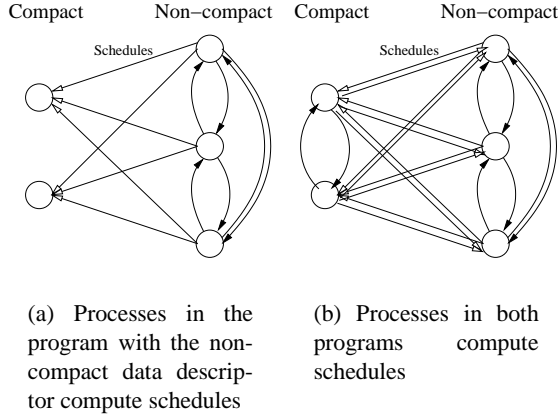 Compact Non−compact
Schedules
Compact Non−compact
Schedules
(a) Processes in the
program with the non-
compact data descrip-
tor compute schedules
(b) Processes in both
programs compute
schedules